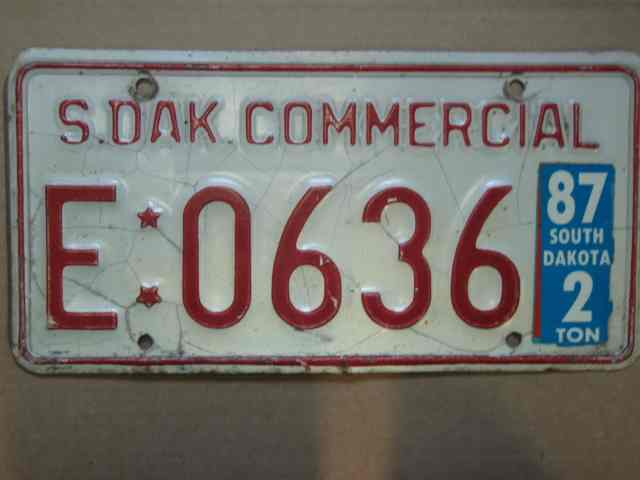 S.DAK.COMMERCIAL
E 0636
87
SOUTH
DAKOTA
2
TON